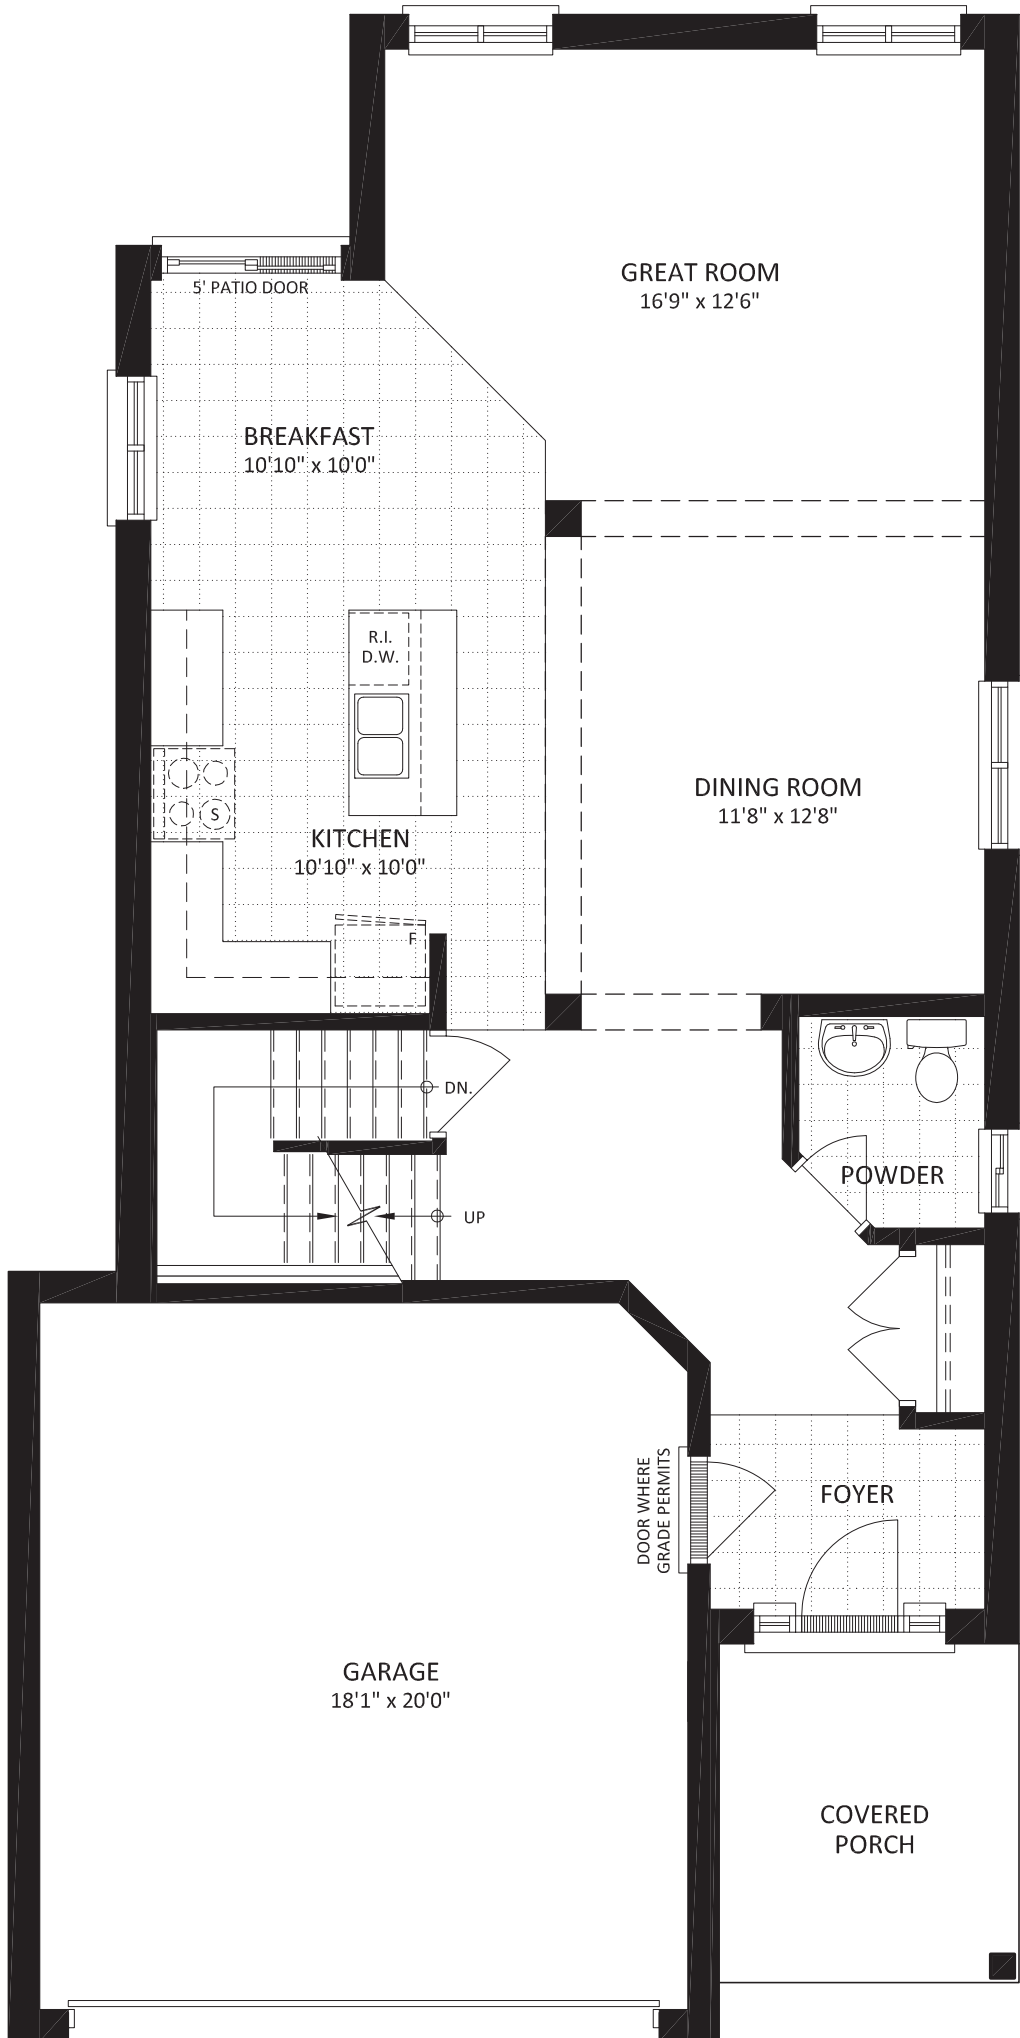 5' PATIO DOOR
GREAT ROOM
16'9" x 12'6"
BREAKFAST
10'10" x 10'0"
R.I.
D.W.
S
DINING ROOM
11'8" x 12'8"
KITCHEN
10'10" x 10'0"
F
DN.
UP
POWDER
DOOR WHERE
GRADE PERMITS
FOYER
GARAGE
18'1" x 20'0"
COVERED
PORCH